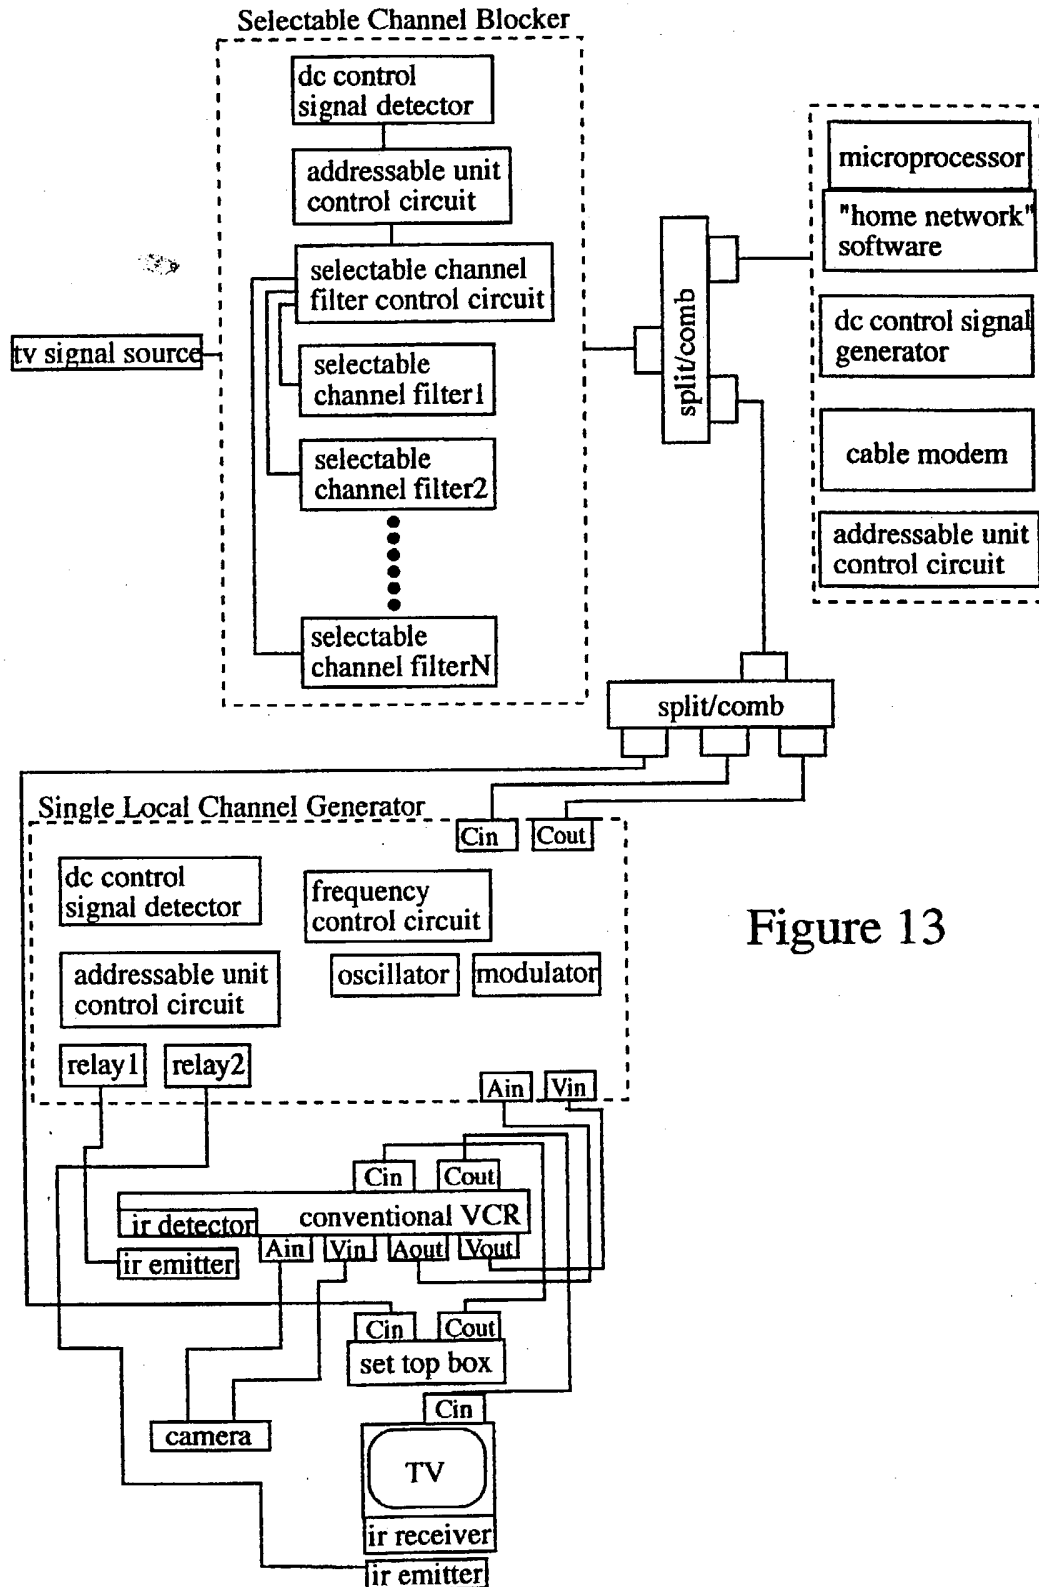 Selectable Channel Blocker
dc control
signal detector
addressable unit
control circuit
selectable channel
filter control circuit
selectable
channel filter1
selectable
channel filter2
selectable
channel filterN
tv signal source
split/comb
microprocessor
"home network"
software
dc control signal
generator
cable modem
addressable unit
control circuit
split/comb
Single Local Channel Generator
Cin
Cout
dc control
signal detector
frequency
control circuit
addressable unit
control circuit
oscillator
modulator
relay1
relay2
Ain
Vin
Figure 13
Cin
Cout
conventional VCR
ir detector
Ain
Vin
Aout
Vout
ir emitter
Cin
Cout
set top box
camera
Cin
TV
ir receiver
ir emitter